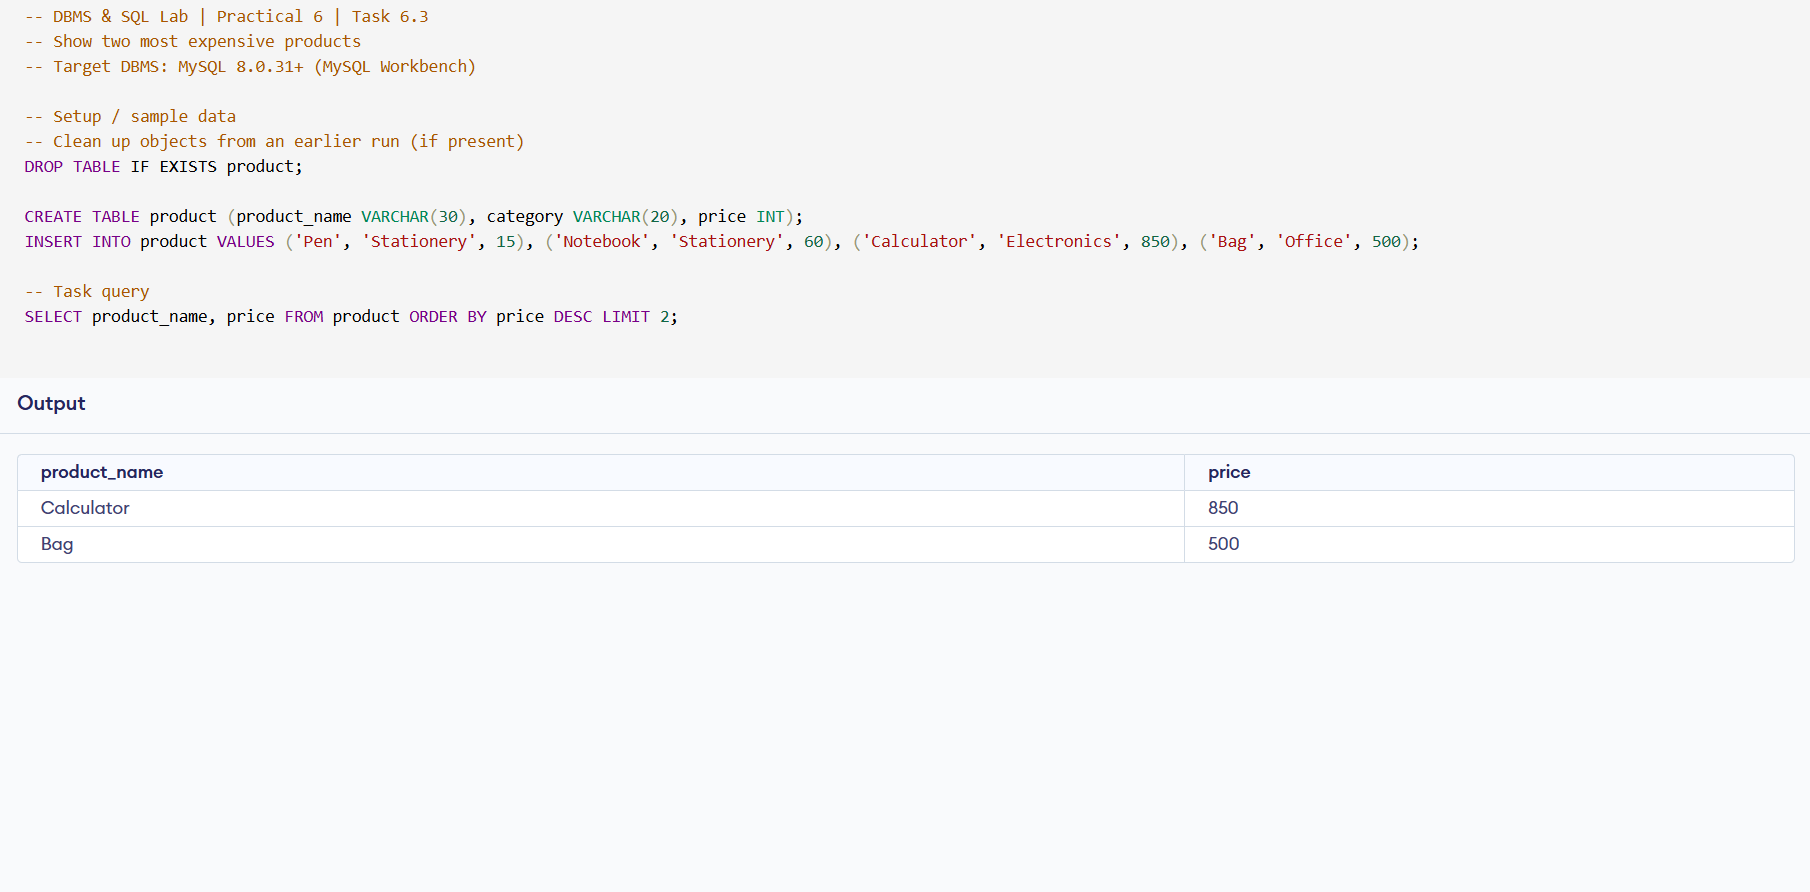 -- DBMS & SQL Lab | Practical 6 | Task 6.3
-- Show two most expensive products
-- Target DBMS: MySQL 8.0.31+ (MySQL Workbench)
-- Setup / sample data
-- Clean up objects from an earlier run (if present)
DROP TABLE IF EXISTS product;
CREATE TABLE product (product_name VARCHAR(30), category VARCHAR(20), price INT);
INSERT INTO product VALUES ('Pen', 'Stationery', 15), ('Notebook', 'Stationery', 60), ('Calculator', 'Electronics', 850), ('Bag', 'Office', 500);
-- Task query
SELECT product_name, price FROM product ORDER BY price DESC LIMIT 2;
Output
product_name price
Calculator 850
Bag 500